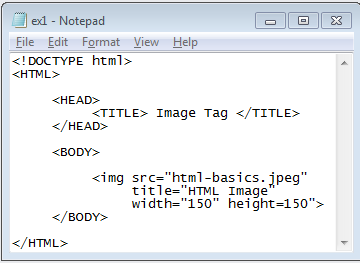 ex1 - Notepad
File Edit Format View Help
<!DOCTYPE html>
<HTML>
<HEAD>
<TITLE> Image Tag </TITLE>
</HEAD>
<BODY>
<img src="html-basics.jpeg"
title="HTML Image"
width="150" height=150">
</BODY>
</HTML>